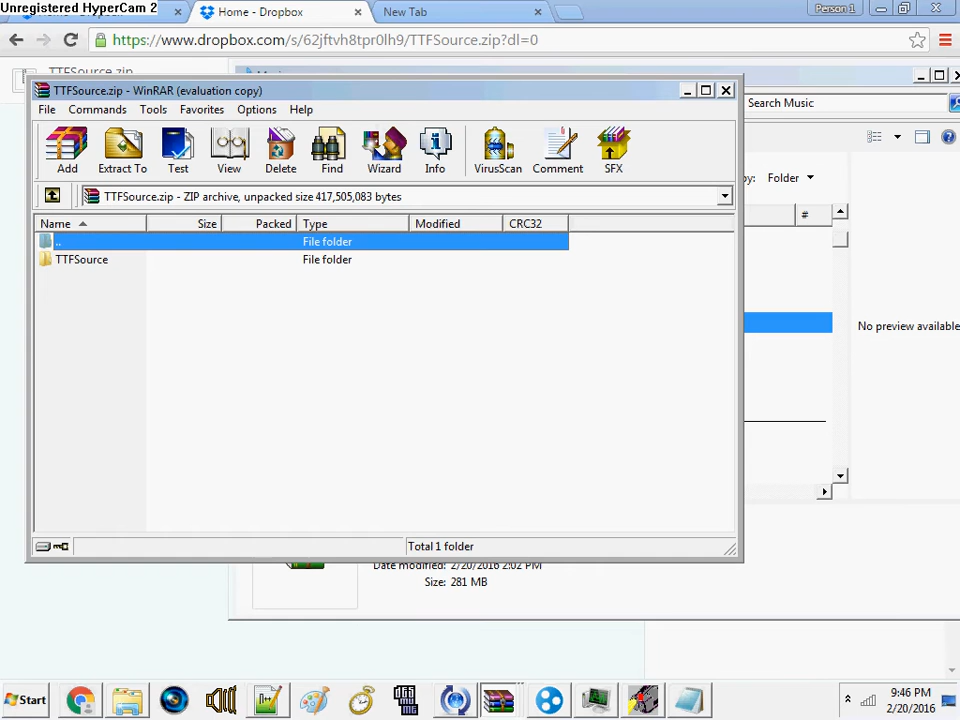 Unregistered HyperCam 2
Home - Dropbox
New Tab
Person 1
https://www.dropbox.com/s/62jftvh8tpr0lh9/TTFSource.zip?dl=0
TTFSource.zip
TTFSource.zip - WinRAR (evaluation copy)
File Commands Tools Favorites Options Help
Search Music
Add Extract To Test View Delete Find Wizard Info VirusScan Comment SFX
by: Folder
TTFSource.zip - ZIP archive, unpacked size 417,505,083 bytes
Name Size Packed Type Modified CRC32
#
.. File folder
TTFSource File folder
No preview available
Total 1 folder
Date modified: 2/20/2016 2:02 PM
Size: 281 MB
Start
9:46 PM
2/20/2016